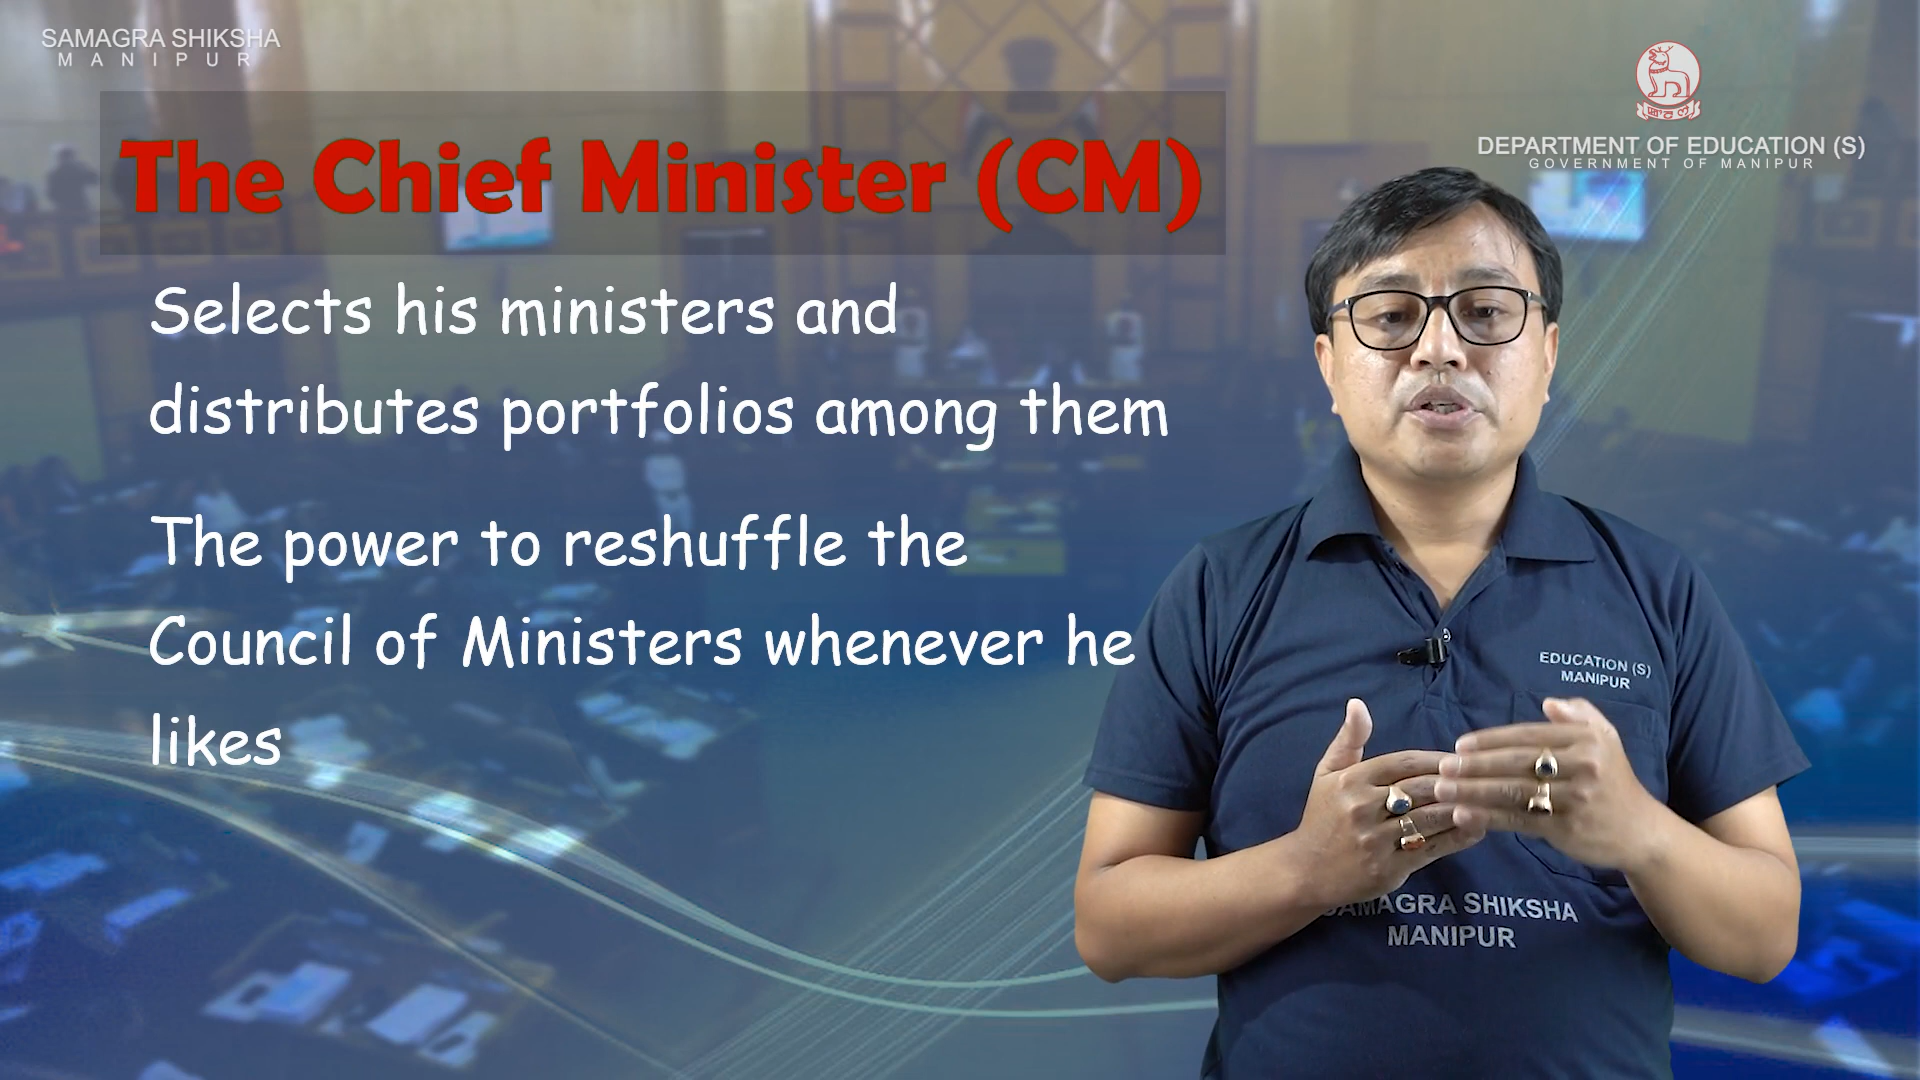 SAMAGRA SHIKSHA
MANIPUR
DEPARTMENT OF EDUCATION (S)
GOVERNMENT OF MANIPUR
The Chief Minister (CM)
Selects his ministers and
distributes portfolios among them
The power to reshuffle the
Council of Ministers whenever he
likes
EDUCATION (S)
MANIPUR
SAMAGRA SHIKSHA
MANIPUR